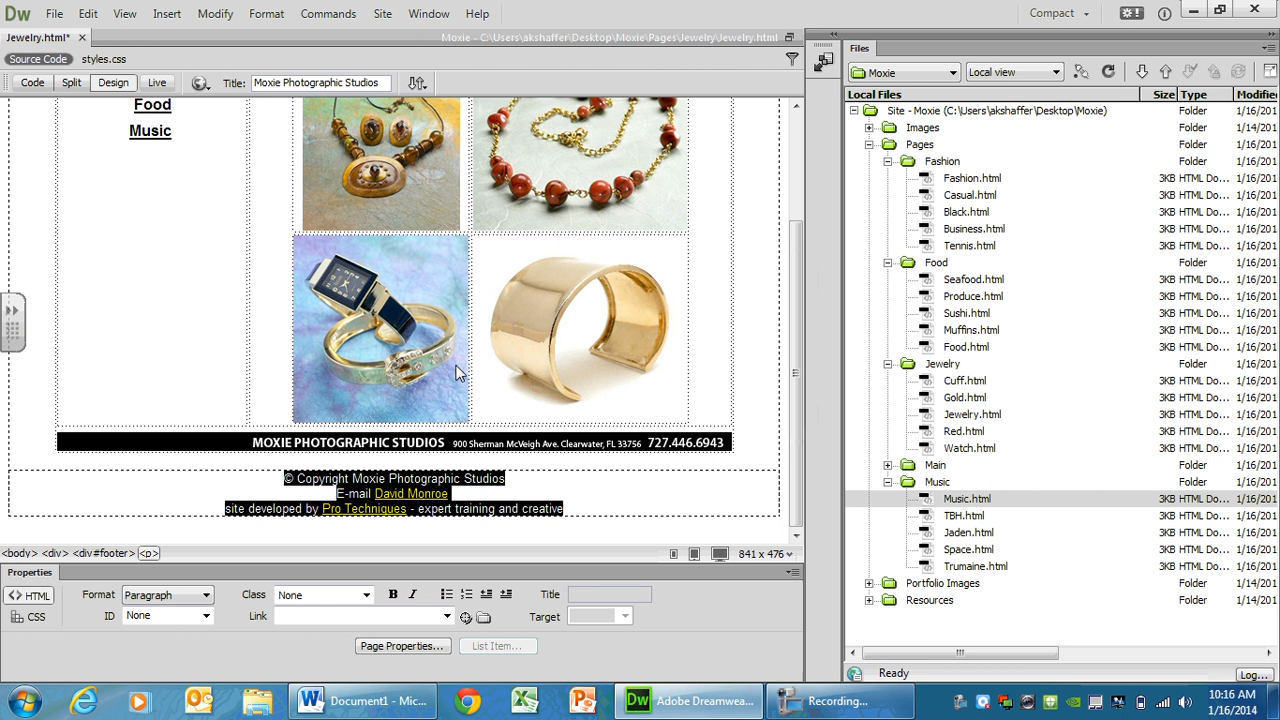 Dw File Edit View Insert Modify Format Commands Site Window Help Compact
Jewelry.html* Moxie - C:\Users\akshaffer\Desktop\Moxie\Pages\Jewelry\Jewelry.html
Source Code styles.css
Code Split Design Live Title: Moxie Photographic Studios
Food
Music
MOXIE PHOTOGRAPHIC STUDIOS 900 Sherman McVeigh Ave. Clearwater, FL 33756 727.446.6943
© Copyright Moxie Photographic Studios
E-mail David Monroe
site developed by Pro Techniques - expert training and creative
<body> <div> <div#footer> <p> 841 x 476
Properties
<> HTML Format Paragraph Class None B I Title
CSS ID None Link Target
Page Properties... List Item...
Files
Moxie Local view
Local Files Size Type Modified
Site - Moxie (C:\Users\akshaffer\Desktop\Moxie) Folder 1/16/201
Images Folder 1/14/201
Pages Folder 1/16/201
Fashion Folder 1/16/201
Fashion.html 3KB HTML Do... 1/16/201
Casual.html 3KB HTML Do... 1/16/201
Black.html 3KB HTML Do... 1/16/201
Business.html 3KB HTML Do... 1/16/201
Tennis.html 3KB HTML Do... 1/16/201
Food Folder 1/16/201
Seafood.html 3KB HTML Do... 1/16/201
Produce.html 3KB HTML Do... 1/16/201
Sushi.html 3KB HTML Do... 1/16/201
Muffins.html 3KB HTML Do... 1/16/201
Food.html 3KB HTML Do... 1/16/201
Jewelry Folder 1/16/201
Cuff.html 3KB HTML Do... 1/16/201
Gold.html 3KB HTML Do... 1/16/201
Jewelry.html 3KB HTML Do... 1/16/201
Red.html 3KB HTML Do... 1/16/201
Watch.html 3KB HTML Do... 1/16/201
Main Folder 1/16/201
Music Folder 1/16/201
Music.html 3KB HTML Do... 1/16/201
TBH.html 3KB HTML Do... 1/16/201
Jaden.html 3KB HTML Do... 1/16/201
Space.html 3KB HTML Do... 1/16/201
Trumaine.html 3KB HTML Do... 1/16/201
Portfolio Images Folder 1/14/201
Resources Folder 1/14/201
Ready Log...
Document1 - Mic... Adobe Dreamwea... Recording... 10:16 AM
1/16/2014